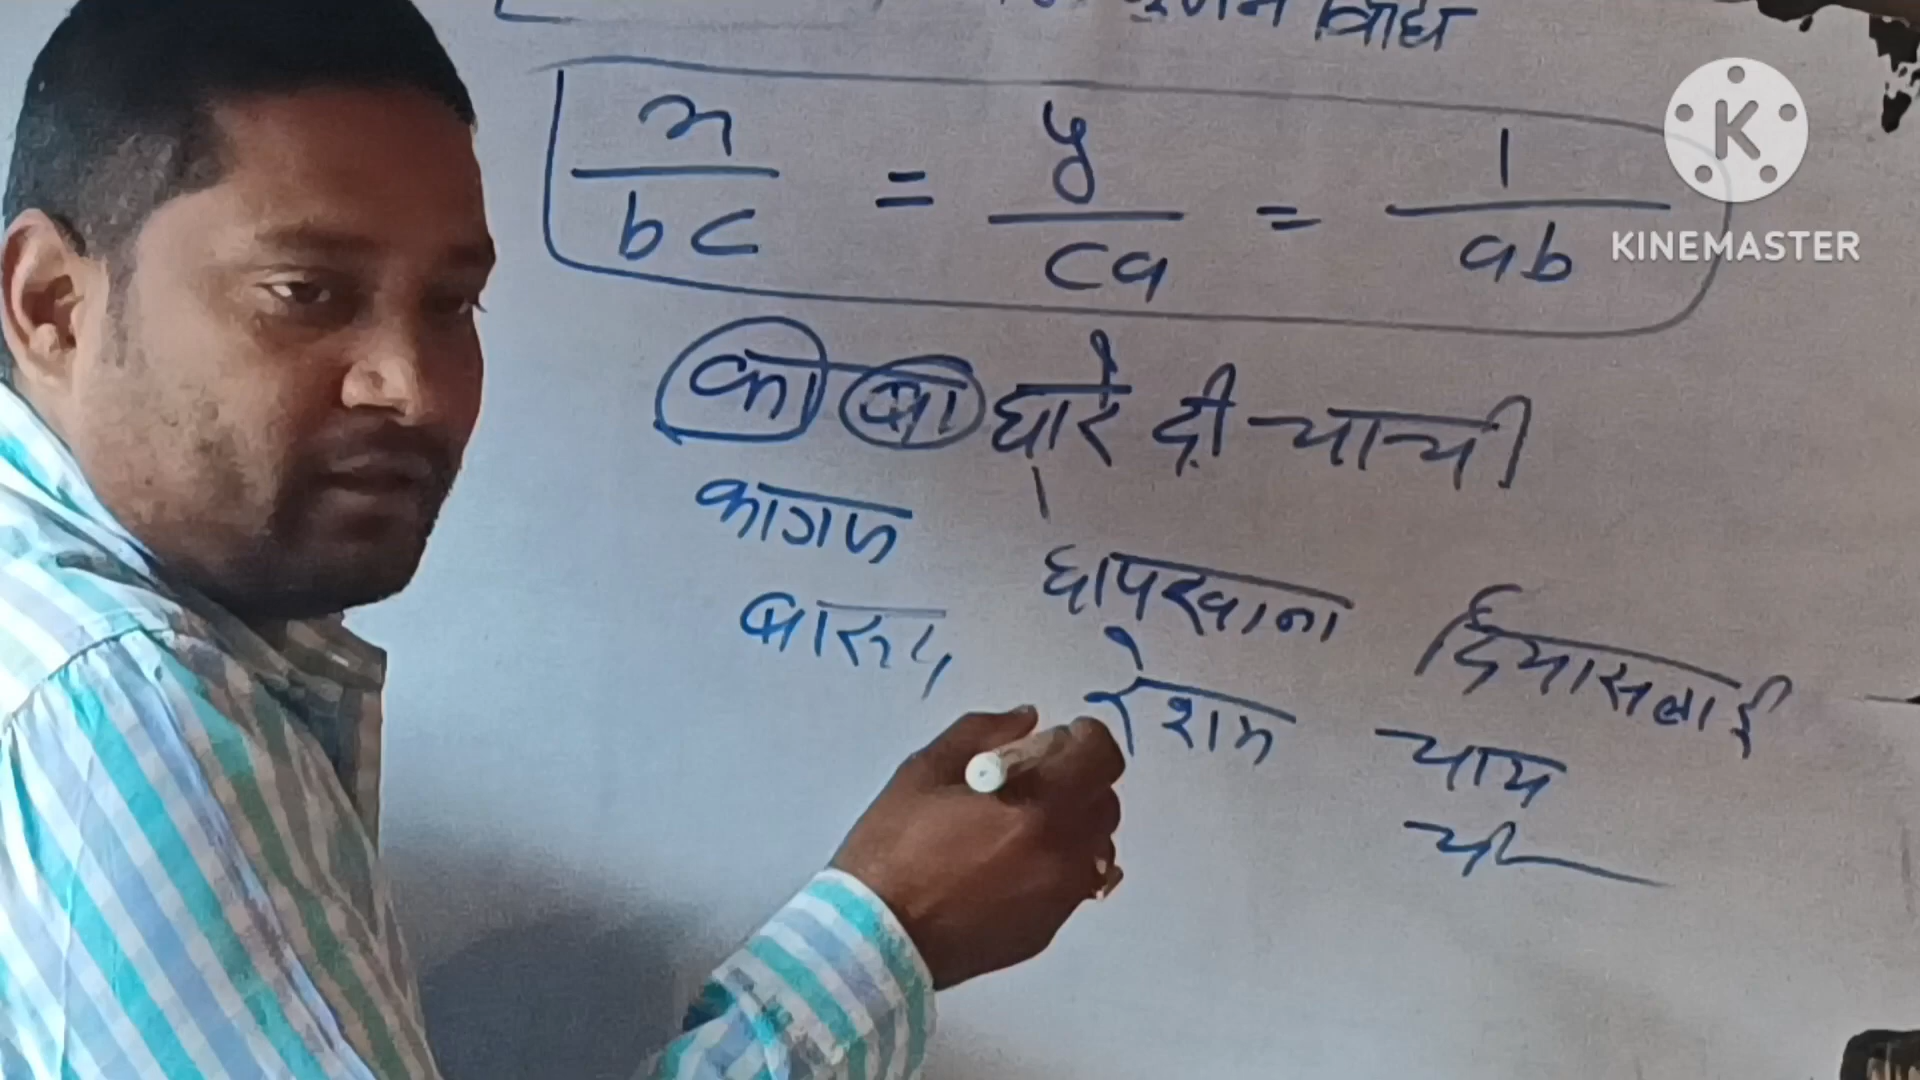 विधि
x/bc = y/ca = 1/ab
का बा छारे दी चाची
कागज
छापखाना
दियासलाई
बारूद
रेशम
चाय
ची
K
KINEMASTER